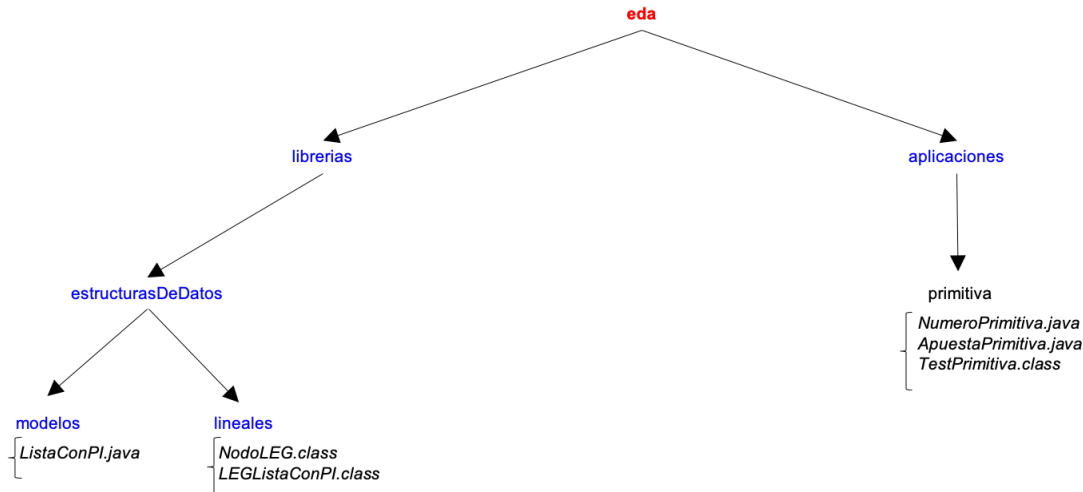 eda
librerias
aplicaciones
estructurasDeDatos
primitiva
NumeroPrimitiva.java
ApuestaPrimitiva.java
TestPrimitiva.class
modelos
lineales
ListaConPI.java
NodoLEG.class
LEGListaConPI.class